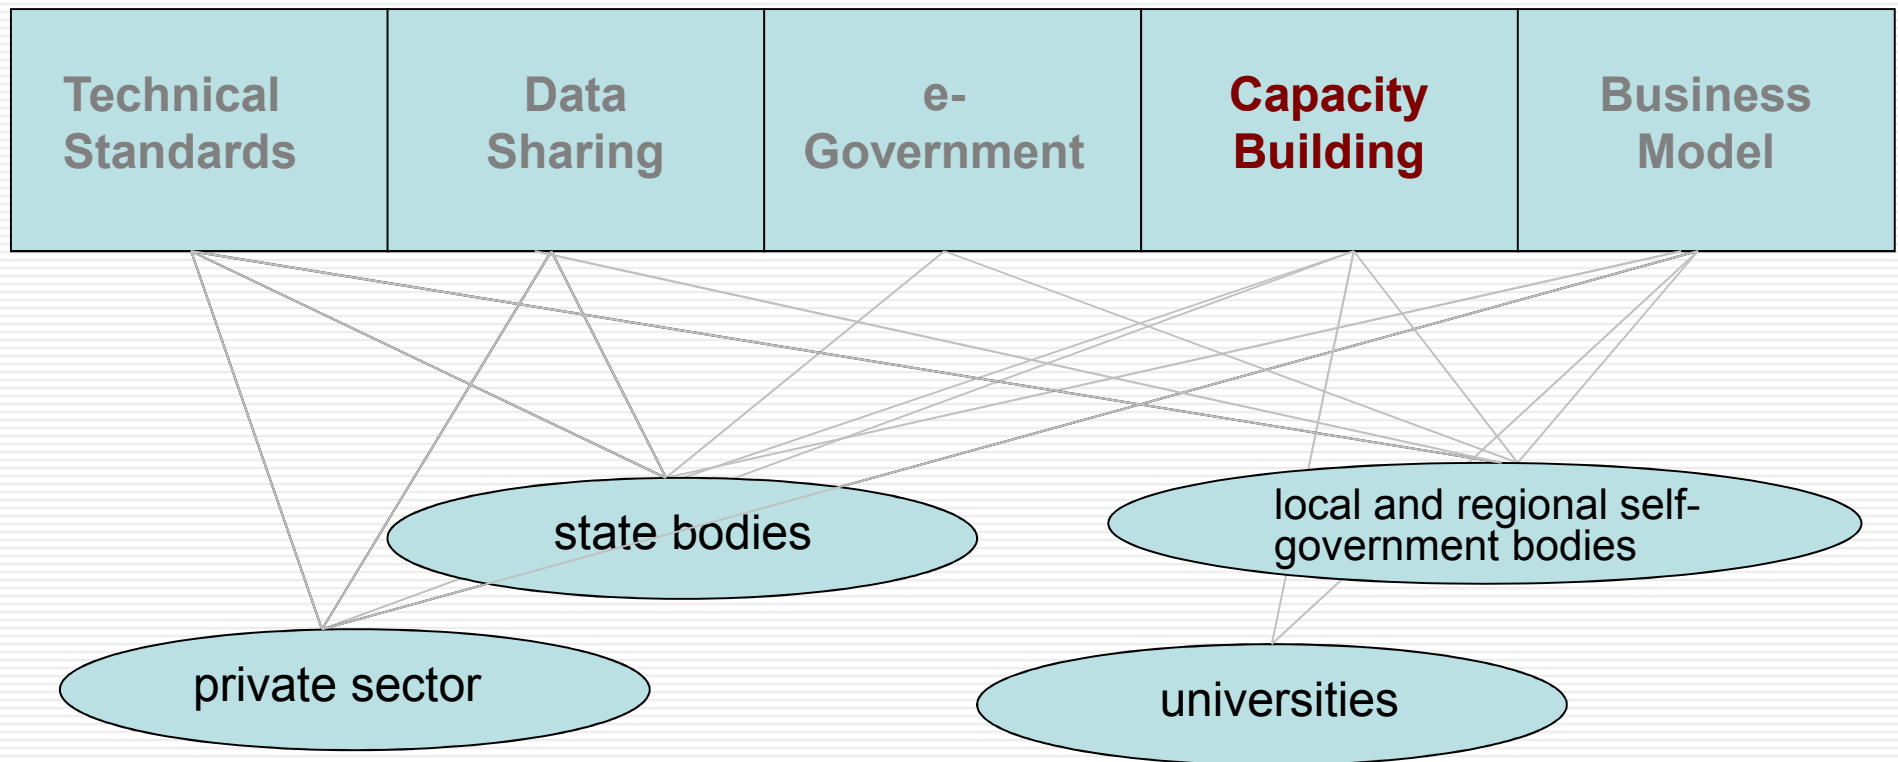 Technical
Standards
Data
Sharing
e-
Government
Capacity
Building
Business
Model
state bodies
local and regional self-
government bodies
private sector
universities